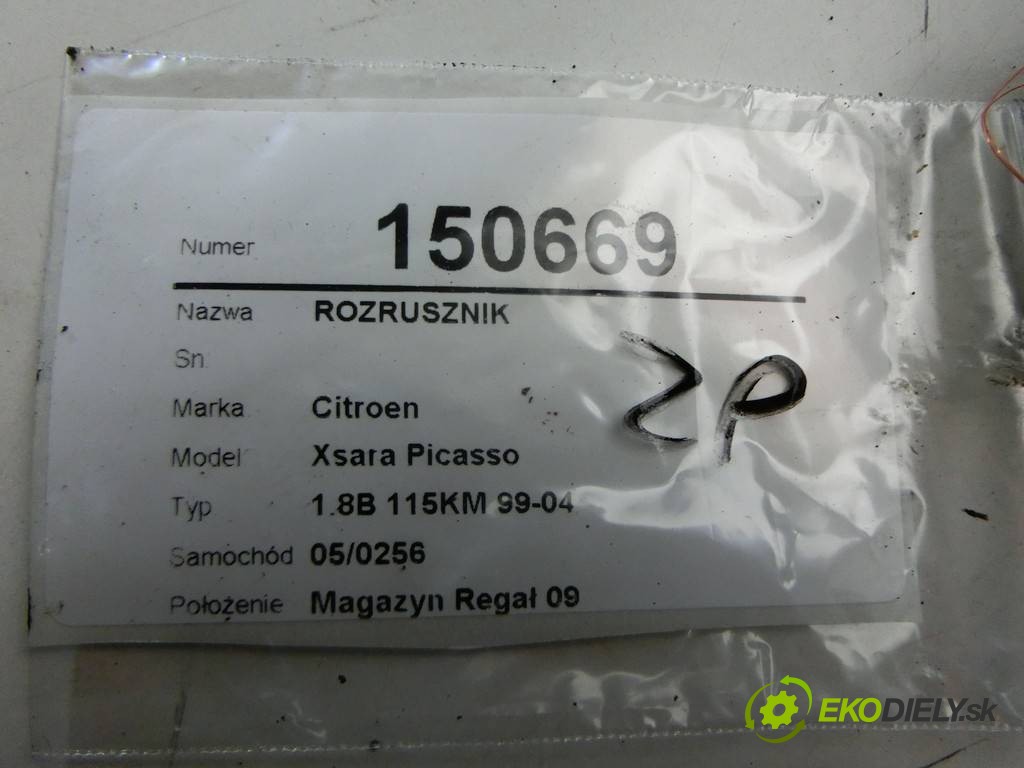 Numer 150669
Nazwa ROZRUSZNIK
Sn
Marka Citroen
Model Xsara Picasso
Typ 1.8B 115KM 99-04
Samochód 05/0256
Położenie Magazyn Regał 09
ZP
EKODIELY.sk